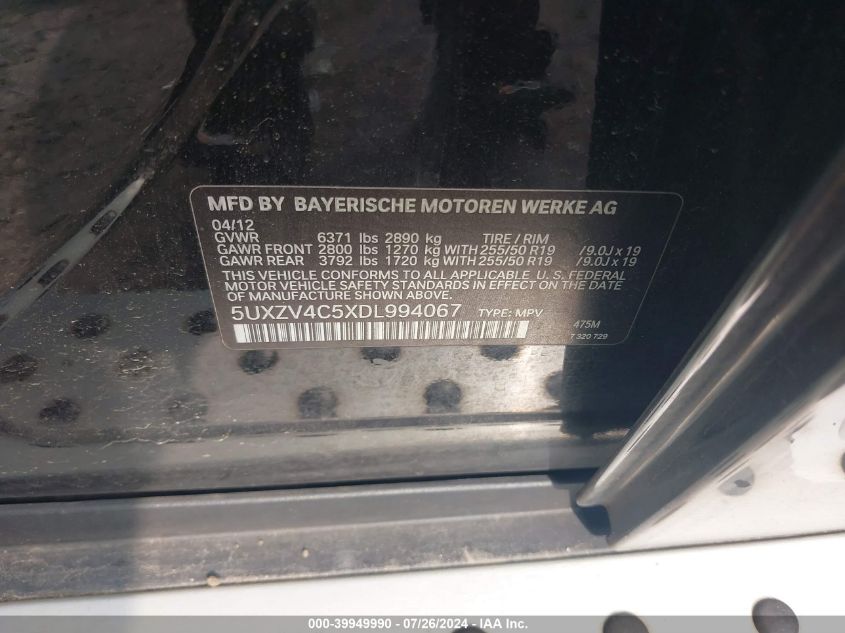 MFD BY BAYERISCHE MOTOREN WERKE AG
04/12
GVWR 6371 lbs 2890 kg TIRE / RIM
GAWR FRONT 2800 lbs 1270 kg WITH 255/50 R19 / 9.0J x 19
GAWR REAR 3792 lbs 1720 kg WITH 255/50 R19 / 9.0J x 19
THIS VEHICLE CONFORMS TO ALL APPLICABLE U.S. FEDERAL
MOTOR VEHICLE SAFETY STANDARDS IN EFFECT ON THE DATE
OF MANUFACTURE SHOWN ABOVE.
5UXZV4C5XDL994067 TYPE: MPV
475M
7 320 729
000-39949990 - 07/26/2024 - IAA Inc.